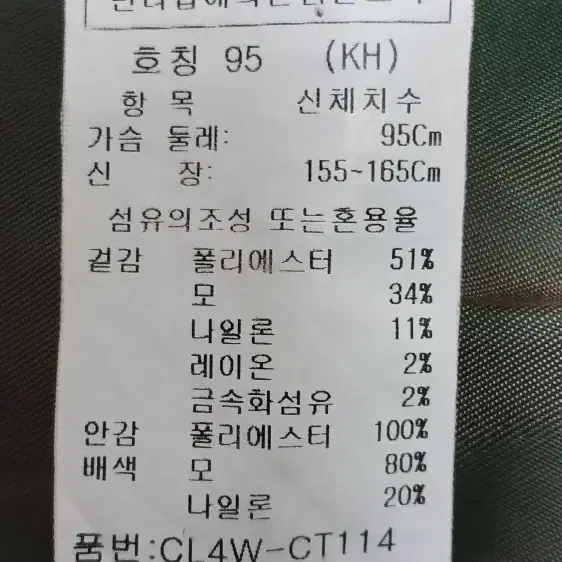 호칭 95 (KH)
항 목 신체치수
가슴 둘레: 95Cm
신 장: 155~165Cm
섬유의조성 또는혼용율
겉감 폴리에스터 51%
모 34%
나일론 11%
레이온 2%
금속화섬유 2%
안감 폴리에스터 100%
배색 모 80%
나일론 20%
품번:CL4W-CT114